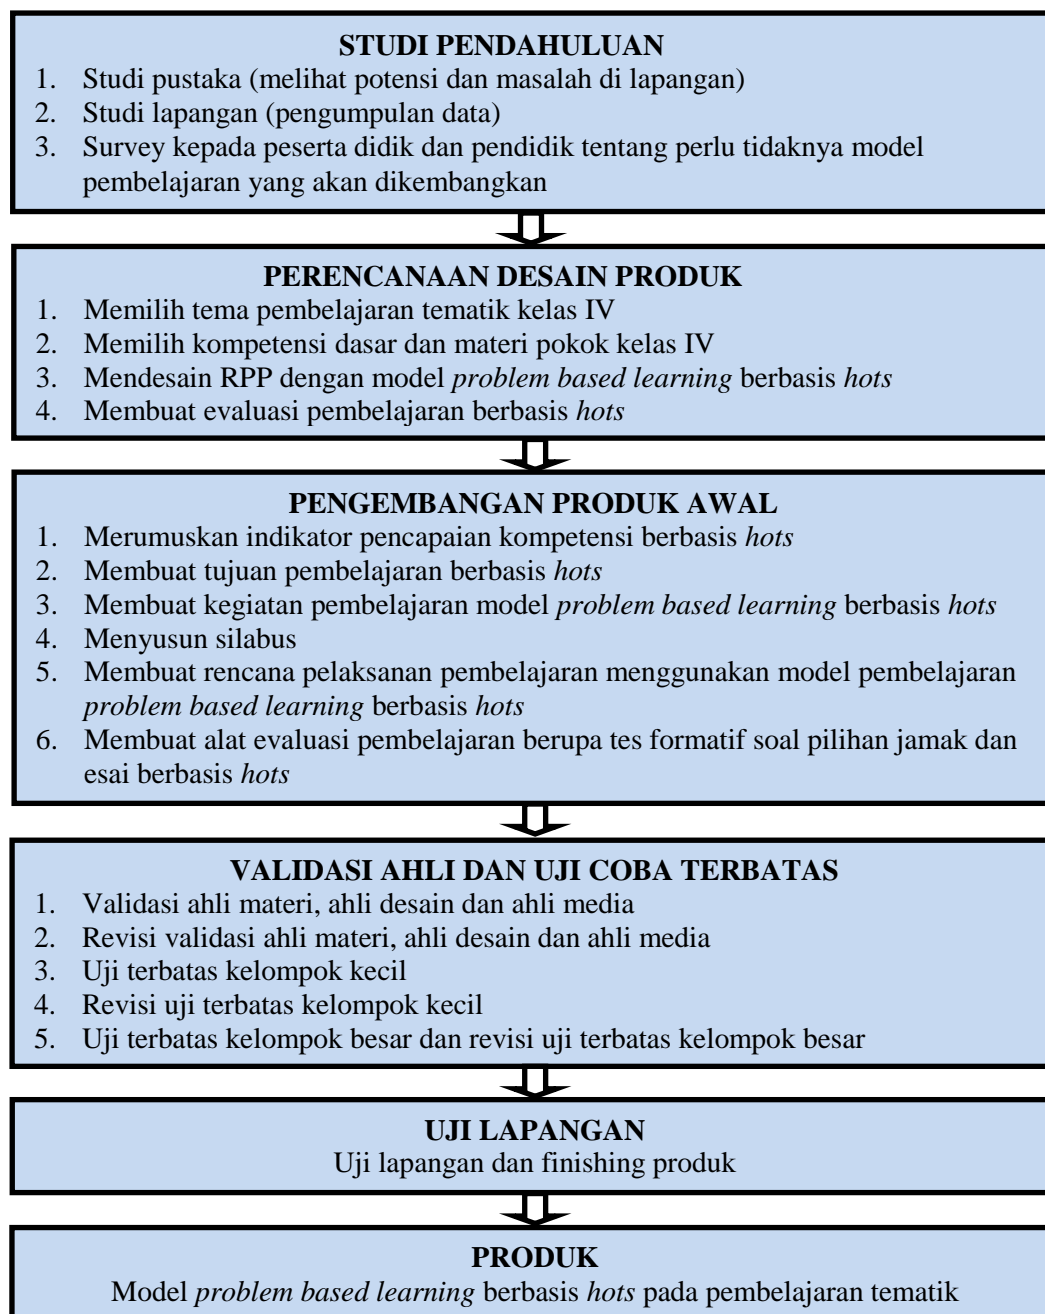 STUDI PENDAHULUAN
1. Studi pustaka (melihat potensi dan masalah di lapangan)
2. Studi lapangan (pengumpulan data)
3. Survey kepada peserta didik dan pendidik tentang perlu tidaknya model
pembelajaran yang akan dikembangkan
PERENCANAAN DESAIN PRODUK
1. Memilih tema pembelajaran tematik kelas IV
2. Memilih kompetensi dasar dan materi pokok kelas IV
3. Mendesain RPP dengan model problem based learning berbasis hots
4. Membuat evaluasi pembelajaran berbasis hots
PENGEMBANGAN PRODUK AWAL
1. Merumuskan indikator pencapaian kompetensi berbasis hots
2. Membuat tujuan pembelajaran berbasis hots
3. Membuat kegiatan pembelajaran model problem based learning berbasis hots
4. Menyusun silabus
5. Membuat rencana pelaksanan pembelajaran menggunakan model pembelajaran
problem based learning berbasis hots
6. Membuat alat evaluasi pembelajaran berupa tes formatif soal pilihan jamak dan
esai berbasis hots
VALIDASI AHLI DAN UJI COBA TERBATAS
1. Validasi ahli materi, ahli desain dan ahli media
2. Revisi validasi ahli materi, ahli desain dan ahli media
3. Uji terbatas kelompok kecil
4. Revisi uji terbatas kelompok kecil
5. Uji terbatas kelompok besar dan revisi uji terbatas kelompok besar
UJI LAPANGAN
Uji lapangan dan finishing produk
PRODUK
Model problem based learning berbasis hots pada pembelajaran tematik